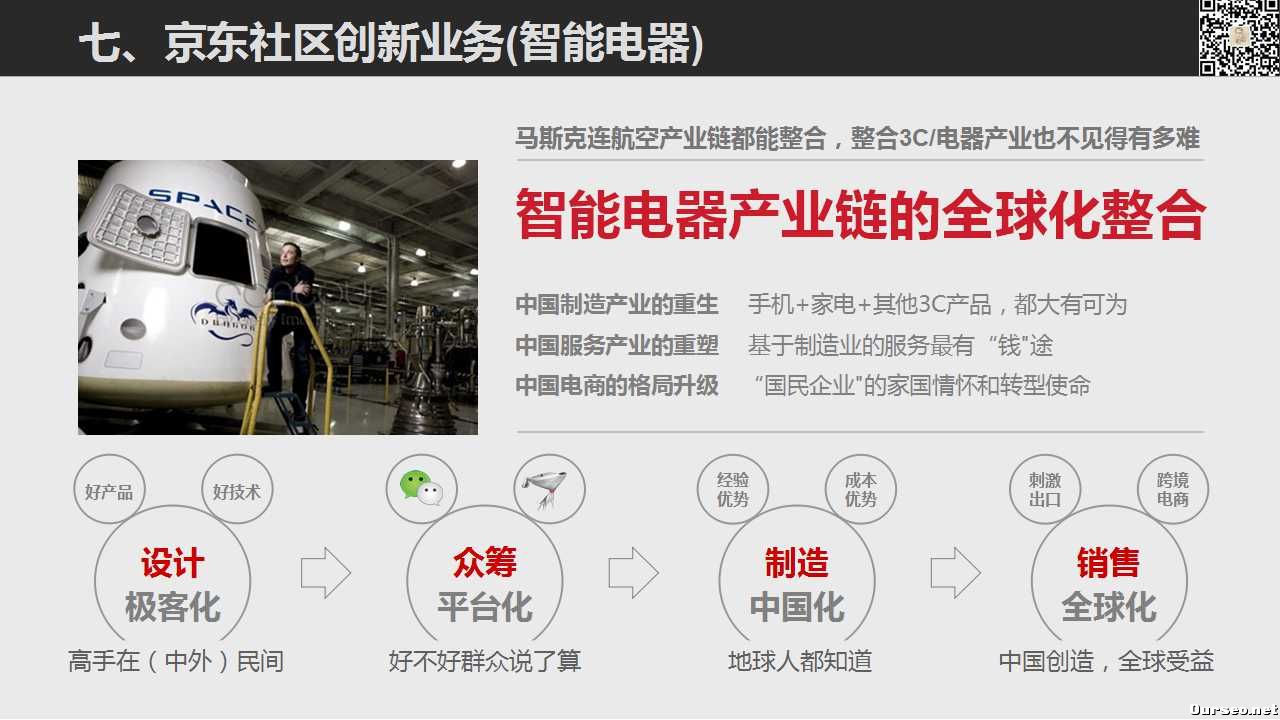 七、京东社区创新业务(智能电器)
马斯克连航空产业链都能整合，整合3C/电器产业也不见得有多难
智能电器产业链的全球化整合
SPACE
DRAGON
中国制造产业的重生 手机+家电+其他3C产品，都大有可为
中国服务产业的重塑 基于制造业的服务最有“钱"途
中国电商的格局升级 “国民企业"的家国情怀和转型使命
好产品 好技术
设计
极客化
高手在（中外）民间
众筹
平台化
好不好群众说了算
经验
优势
成本
优势
制造
中国化
地球人都知道
刺激
出口
跨境
电商
销售
全球化
中国创造，全球受益
Durseo.net